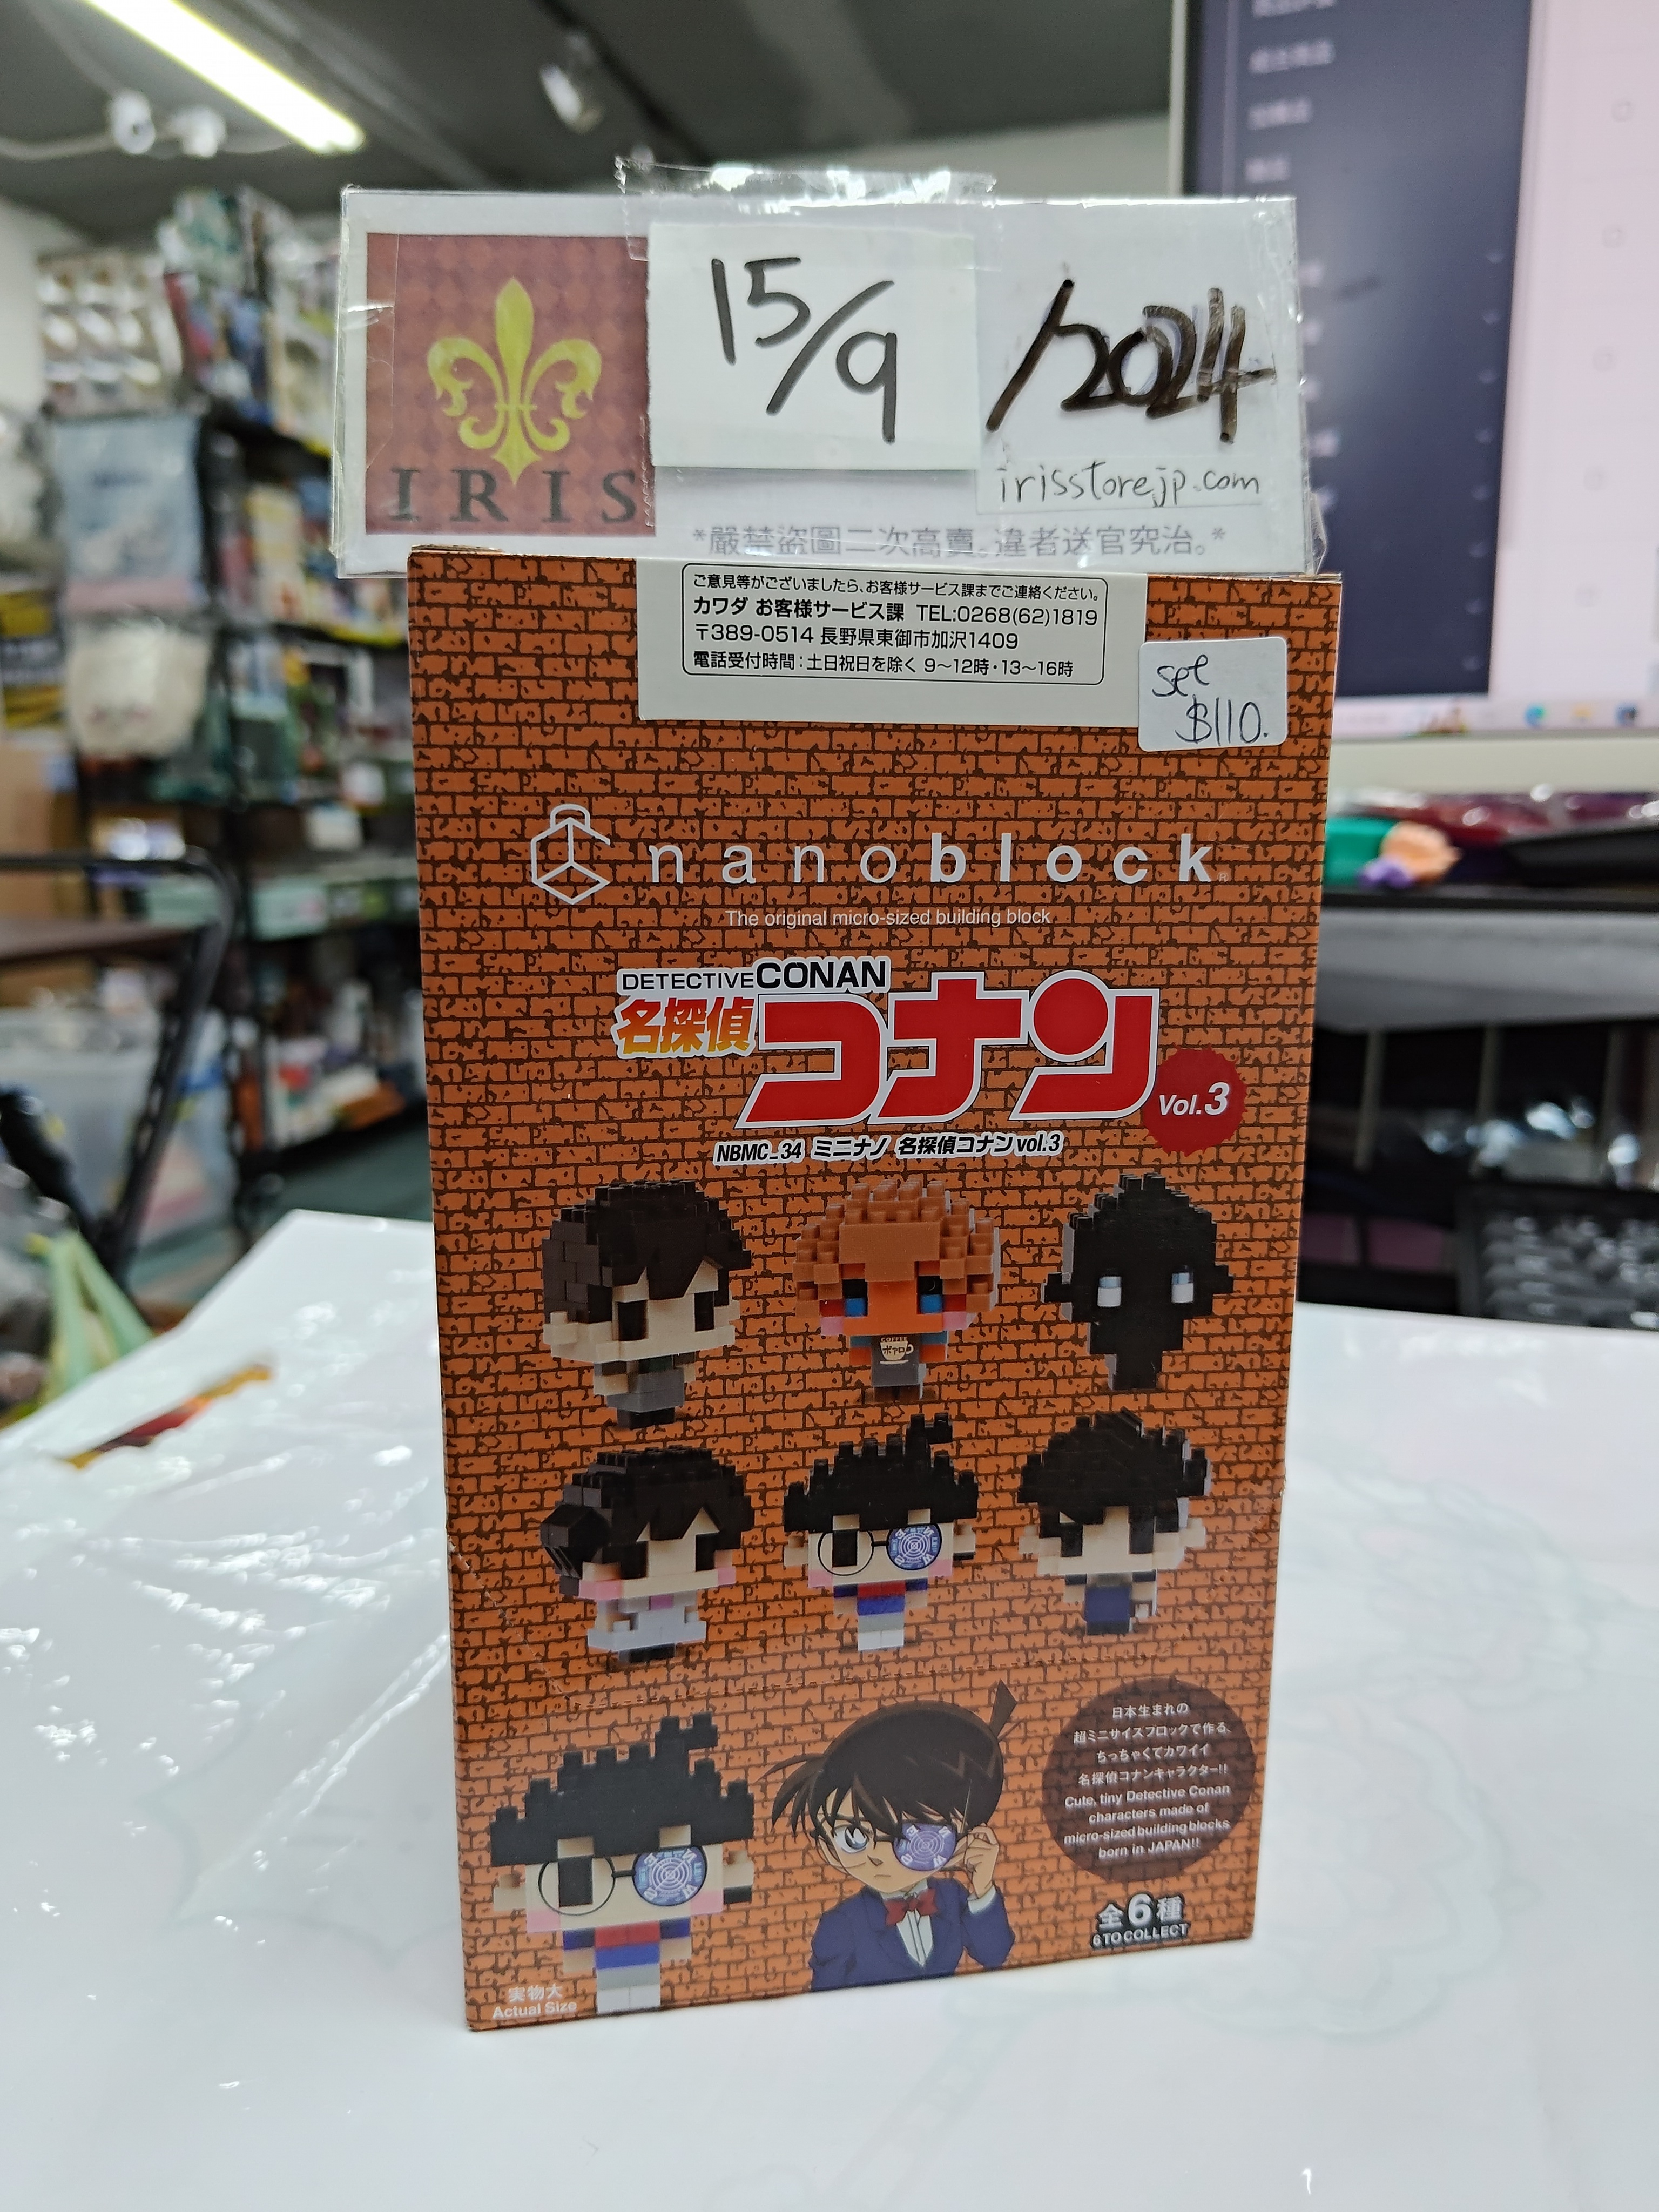 IRIS
15/9
/2024
irisstorejp.com
*嚴禁盜圖二次高賣。違者送官究治。*
ご意見等がございましたら、お客様サービス課までご連絡ください。
カワダ お客様サービス課 TEL:0268(62)1819
〒389-0514 長野県東御市加沢1409
電話受付時間:土日祝日を除く 9〜12時・13〜16時
set
$110.
nanoblock
The original micro-sized building block
DETECTIVE CONAN
名探偵コナン
Vol.3
NBMC_34 ミニナノ 名探偵コナン vol.3
COFFEE
ポアロ
日本生まれの
超ミニサイズブロックで作る、
ちっちゃくてカワイイ
名探偵コナンキャラクター!!
Cute, tiny Detective Conan
characters made of
micro-sized building blocks
born in JAPAN!!
全6種
6 TO COLLECT
実物大
Actual Size